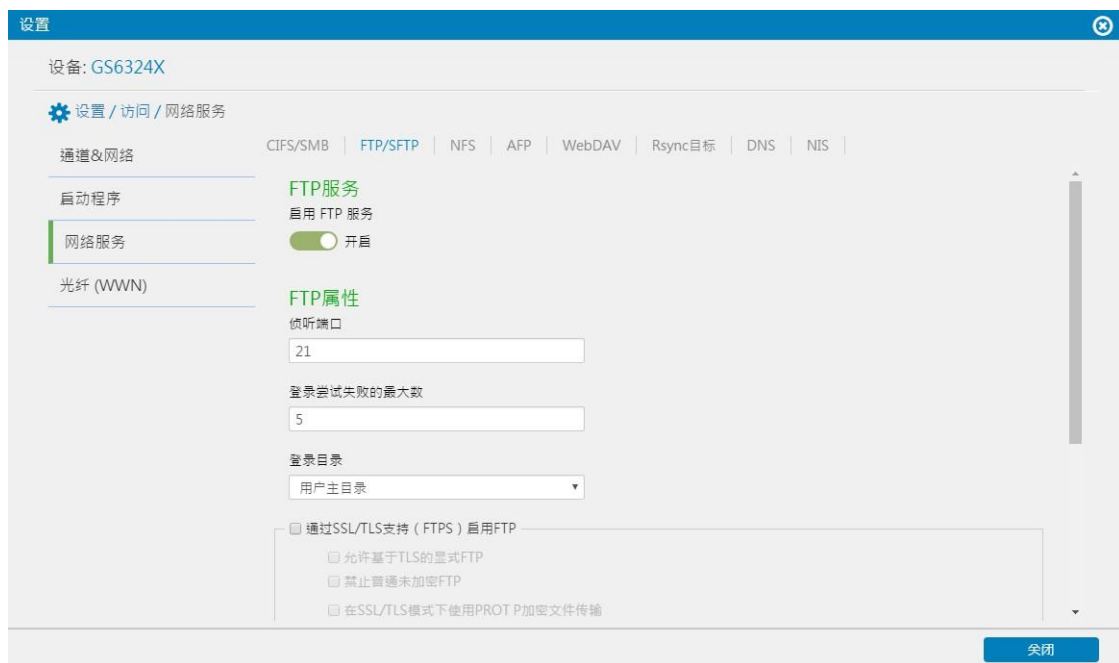 设置
设备: GS6324X
设置 / 访问 / 网络服务
通道&网络
启动程序
网络服务
光纤 (WWN)
CIFS/SMB | FTP/SFTP | NFS | AFP | WebDAV | Rsync目标 | DNS | NIS |
FTP服务
启用 FTP 服务
开启
FTP属性
侦听端口
21
登录尝试失败的最大数
5
登录目录
用户主目录
通过SSL/TLS支持 ( FTPS ) 启用FTP
允许基于TLS的显式FTP
禁止普通未加密FTP
在SSL/TLS模式下使用PROT P加密文件传输
关闭